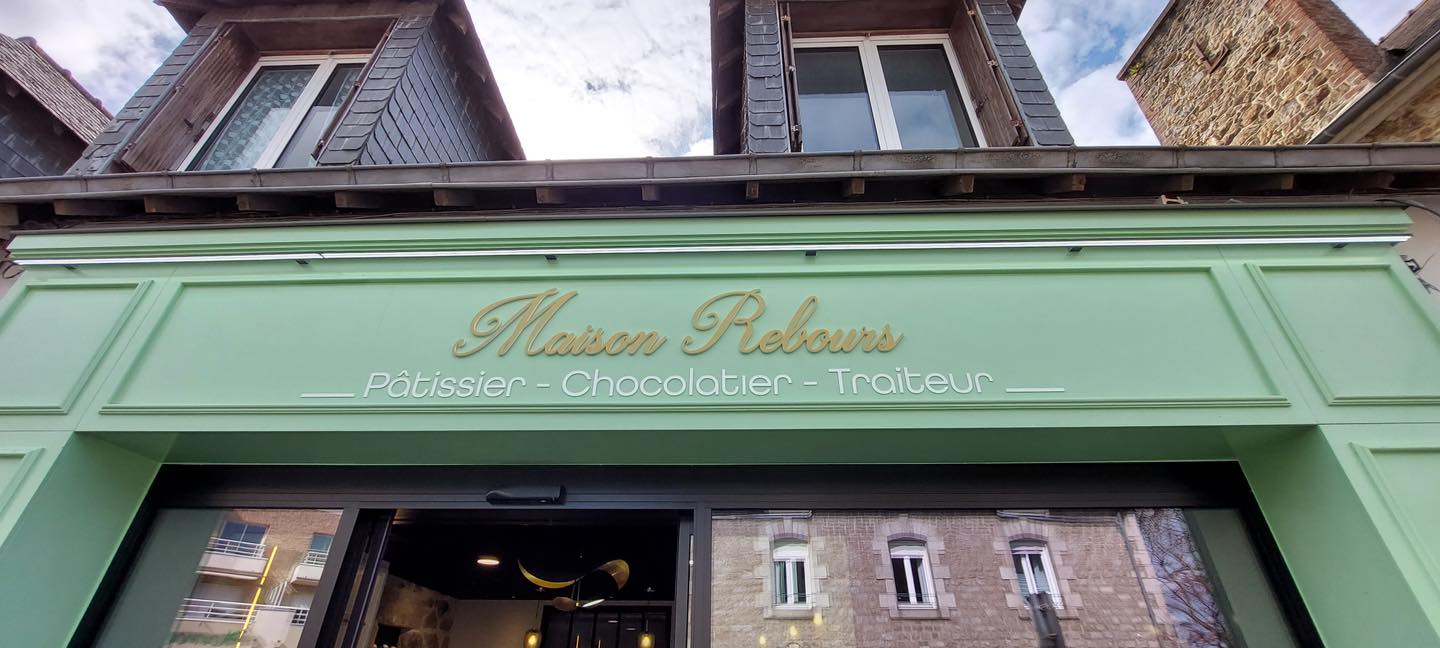 Maison Rebours
Pâtissier - Chocolatier - Traiteur